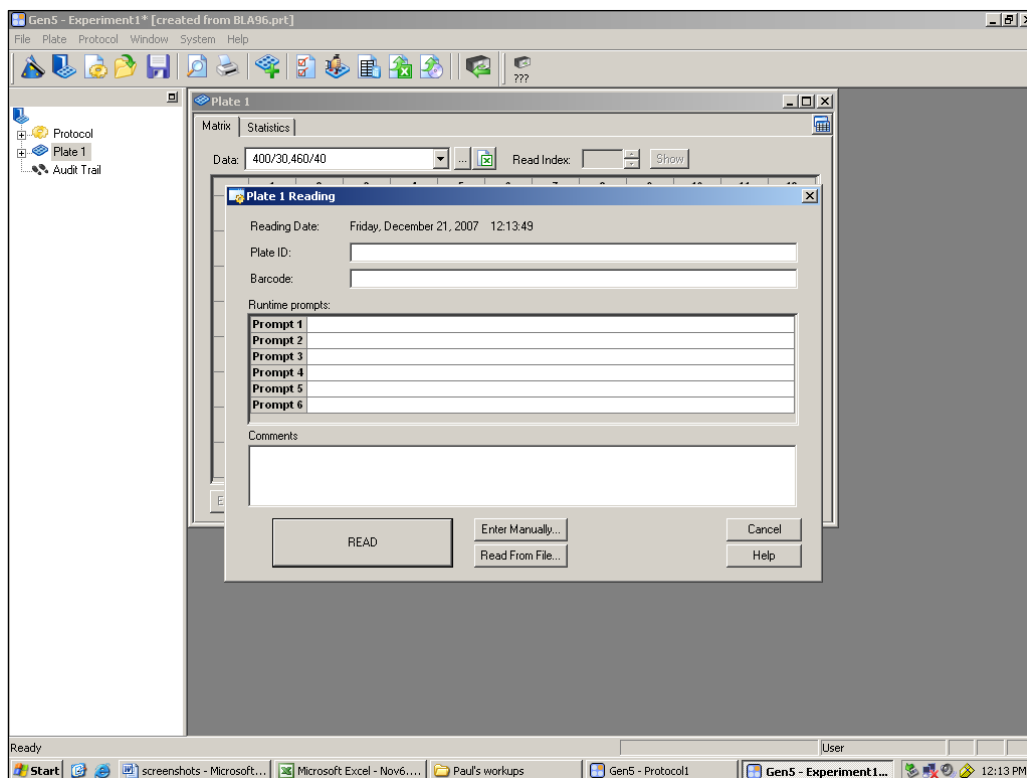 Gen5 - Experiment1* [created from BLA96.prt]
File Plate Protocol Window System Help
???
Protocol
Plate 1
Audit Trail
Plate 1
Matrix Statistics
Data: 400/30,460/40 ... Read Index: Show
Plate 1 Reading
Reading Date: Friday, December 21, 2007 12:13:49
Plate ID:
Barcode:
Runtime prompts:
Prompt 1
Prompt 2
Prompt 3
Prompt 4
Prompt 5
Prompt 6
Comments
READ
Enter Manually...
Cancel
Read From File...
Help
Ready User
Start screenshots - Microsoft... Microsoft Excel - Nov6.... Paul's workups Gen5 - Protocol1 Gen5 - Experiment1... 12:13 PM